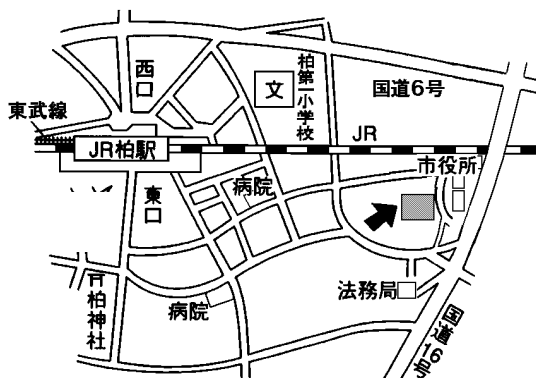 西口
文
柏第一小学校
国道6号
東武線
JR
JR柏駅
市役所
病院
東口
法務局
柏神社
病院
国道16号